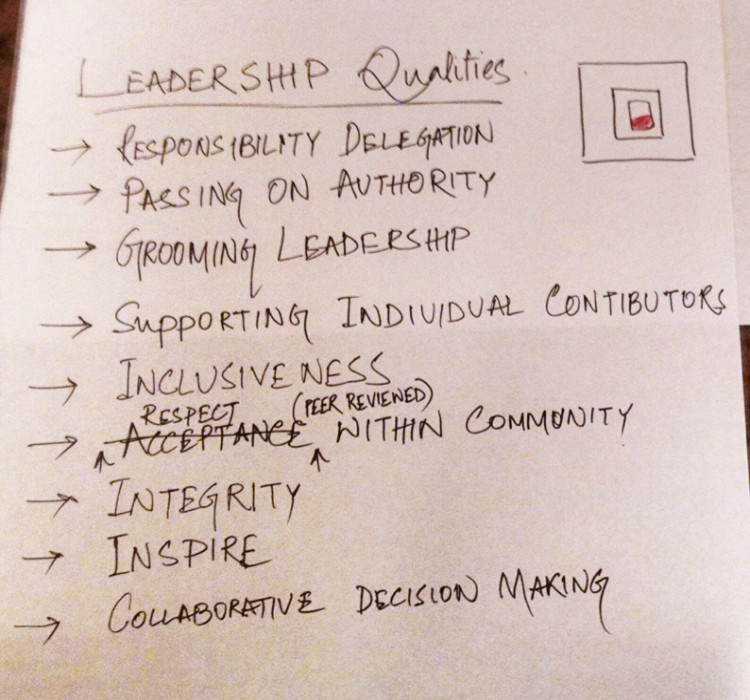 LEADERSHIP Qualities
→ RESPONSIBILITY DELEGATION
→ PASSING ON AUTHORITY
→ GROOMING LEADERSHIP
→ SUPPORTING INDIVIDUAL CONTIBUTORS
→ INCLUSIVENESS
RESPECT (PEER REVIEWED)
→ ACCEPTANCE WITHIN COMMUNITY
→ INTEGRITY
→ INSPIRE
→ COLLABORATIVE DECISION MAKING